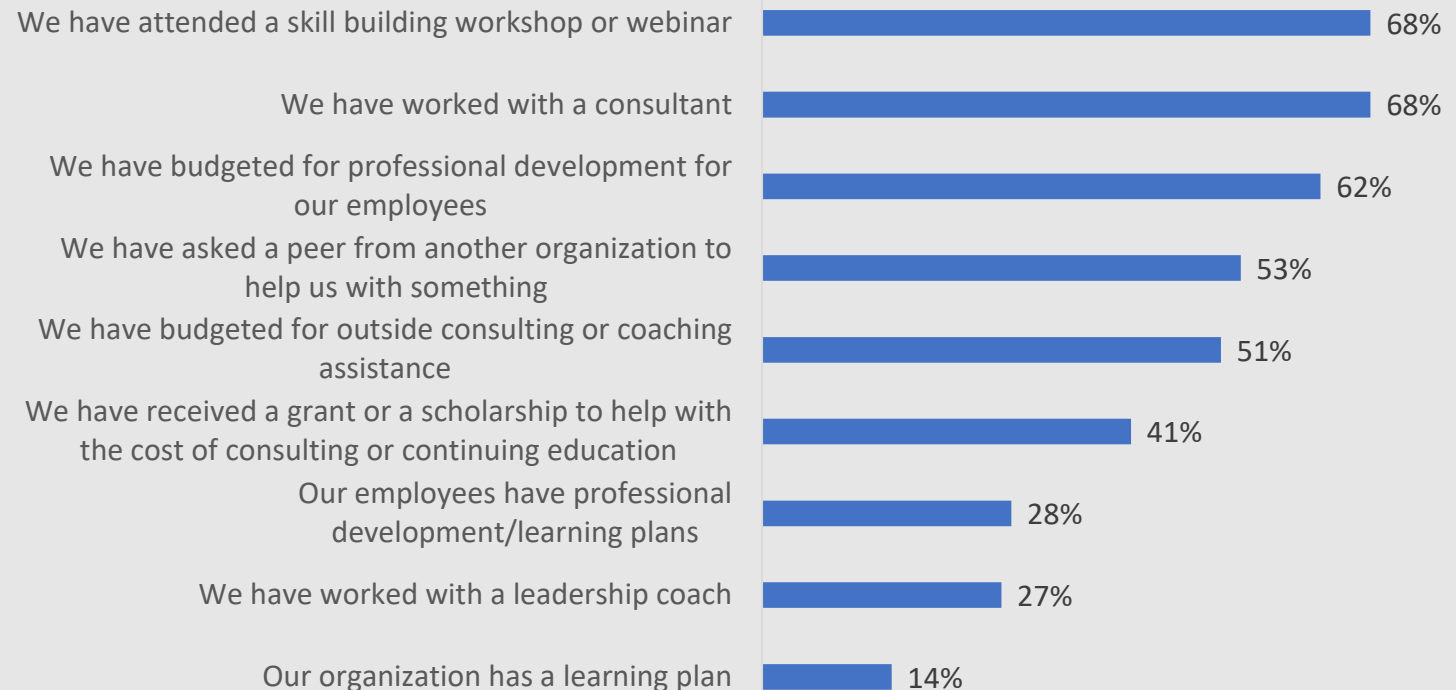 We have attended a skill building workshop or webinar 68%
We have worked with a consultant 68%
We have budgeted for professional development for
our employees 62%
We have asked a peer from another organization to
help us with something 53%
We have budgeted for outside consulting or coaching
assistance 51%
We have received a grant or a scholarship to help with
the cost of consulting or continuing education 41%
Our employees have professional
development/learning plans 28%
We have worked with a leadership coach 27%
Our organization has a learning plan 14%